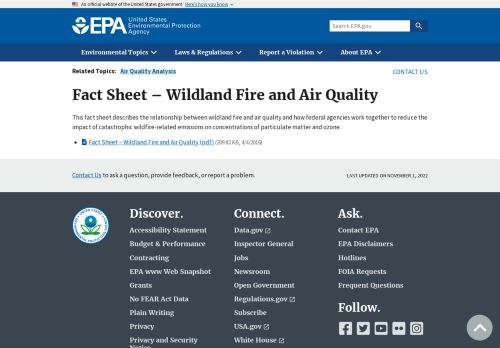 An official website of the United States government Here's how you know
EPA United States
Environmental Protection
Agency
Search EPA.gov
Environmental Topics Laws & Regulations Report a Violation About EPA
Related Topics: Air Quality Analysis CONTACT US
Fact Sheet – Wildland Fire and Air Quality
This fact sheet describes the relationship between wildland fire and air quality and how federal agencies work together to reduce the
impact of catastrophic wildfire-related emissions on concentrations of particulate matter and ozone.
Fact Sheet – Wildland Fire and Air Quality (pdf) (209.82 KB, 4/4/2016)
Contact Us to ask a question, provide feedback, or report a problem. LAST UPDATED ON NOVEMBER 1, 2022
Discover.
Accessibility Statement
Budget & Performance
Contracting
EPA www Web Snapshot
Grants
No FEAR Act Data
Plain Writing
Privacy
Privacy and Security
Notice
Connect.
Data.gov
Inspector General
Jobs
Newsroom
Open Government
Regulations.gov
Subscribe
USA.gov
White House
Ask.
Contact EPA
EPA Disclaimers
Hotlines
FOIA Requests
Frequent Questions
Follow.